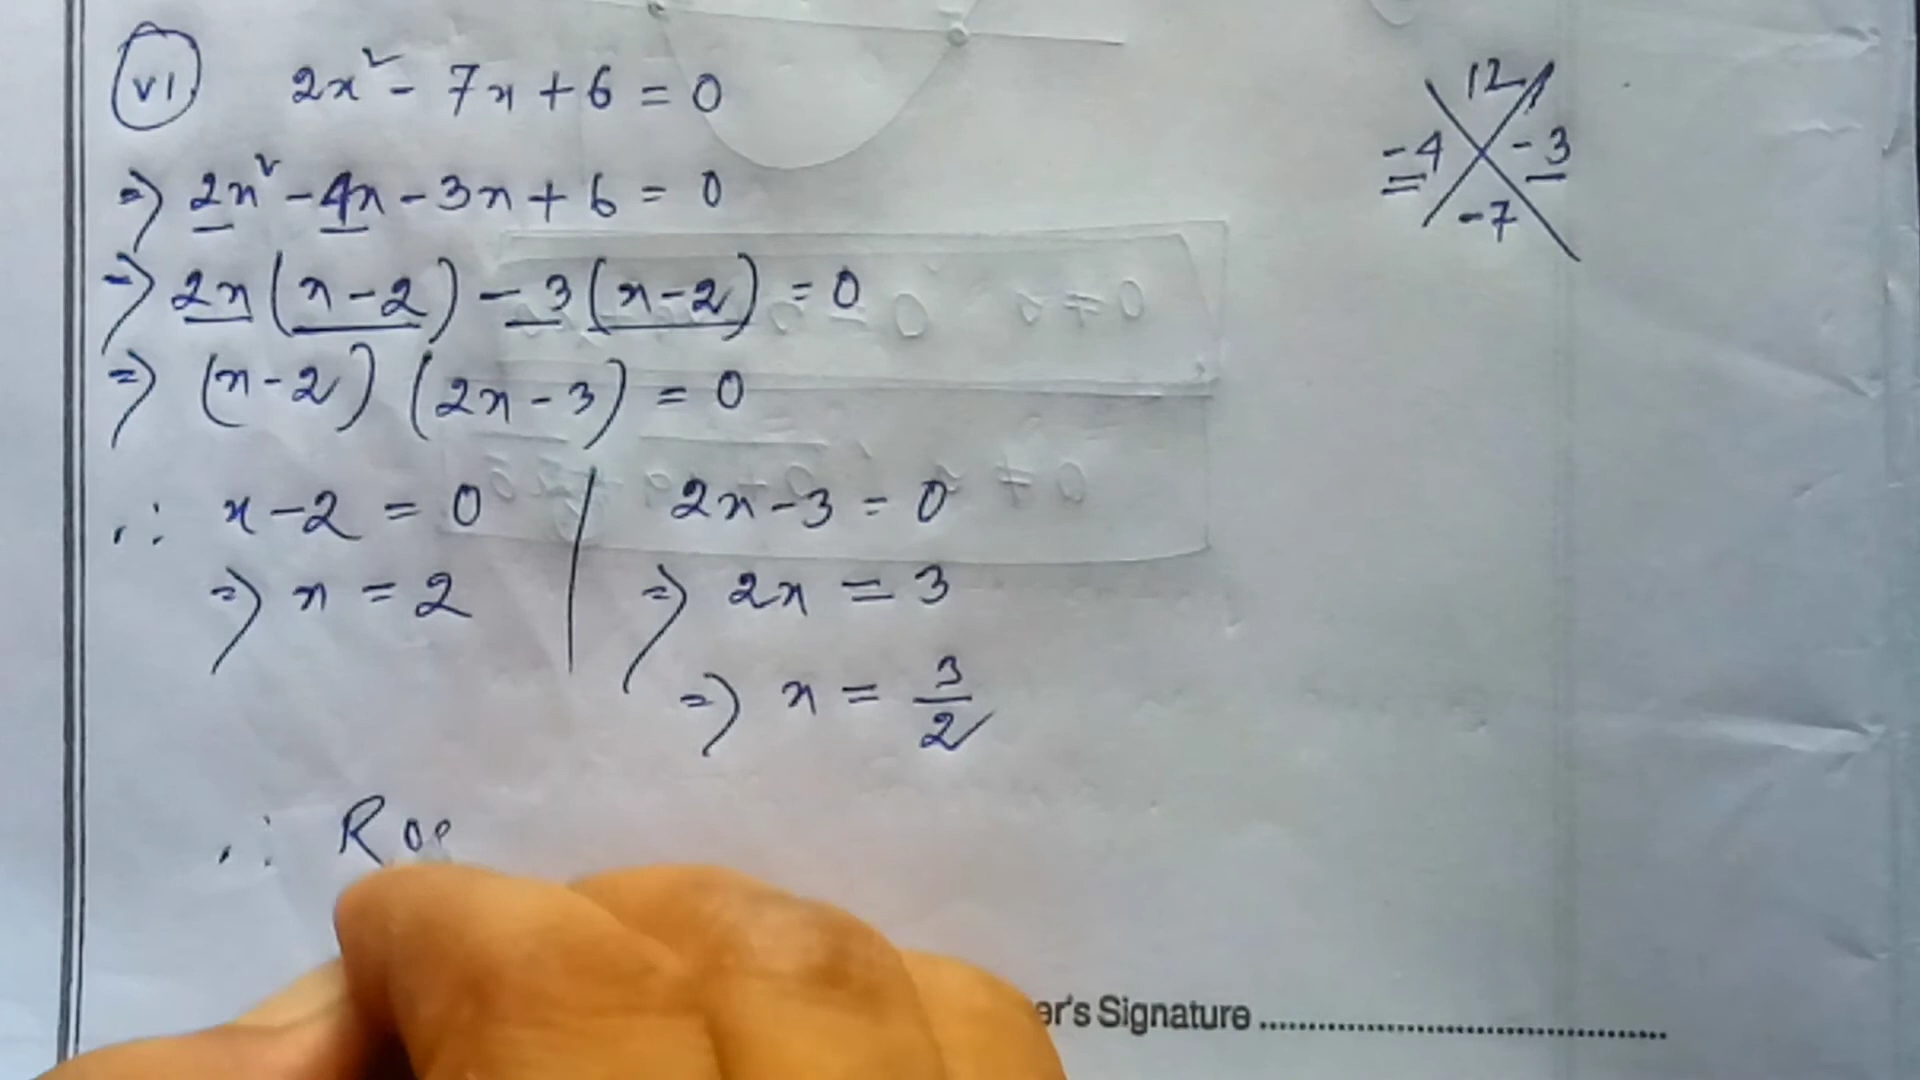 (vi) 2x² - 7x + 6 = 0
⇒ 2x² - 4x - 3x + 6 = 0
⇒ 2x (x - 2) - 3 (x - 2) = 0
⇒ (x - 2) (2x - 3) = 0
∴ x - 2 = 0 | 2x - 3 = 0
⇒ x = 2 | ⇒ 2x = 3
⇒ x = 3/2
∴ Roo
12
-4 -3
-7
er's Signature ........................